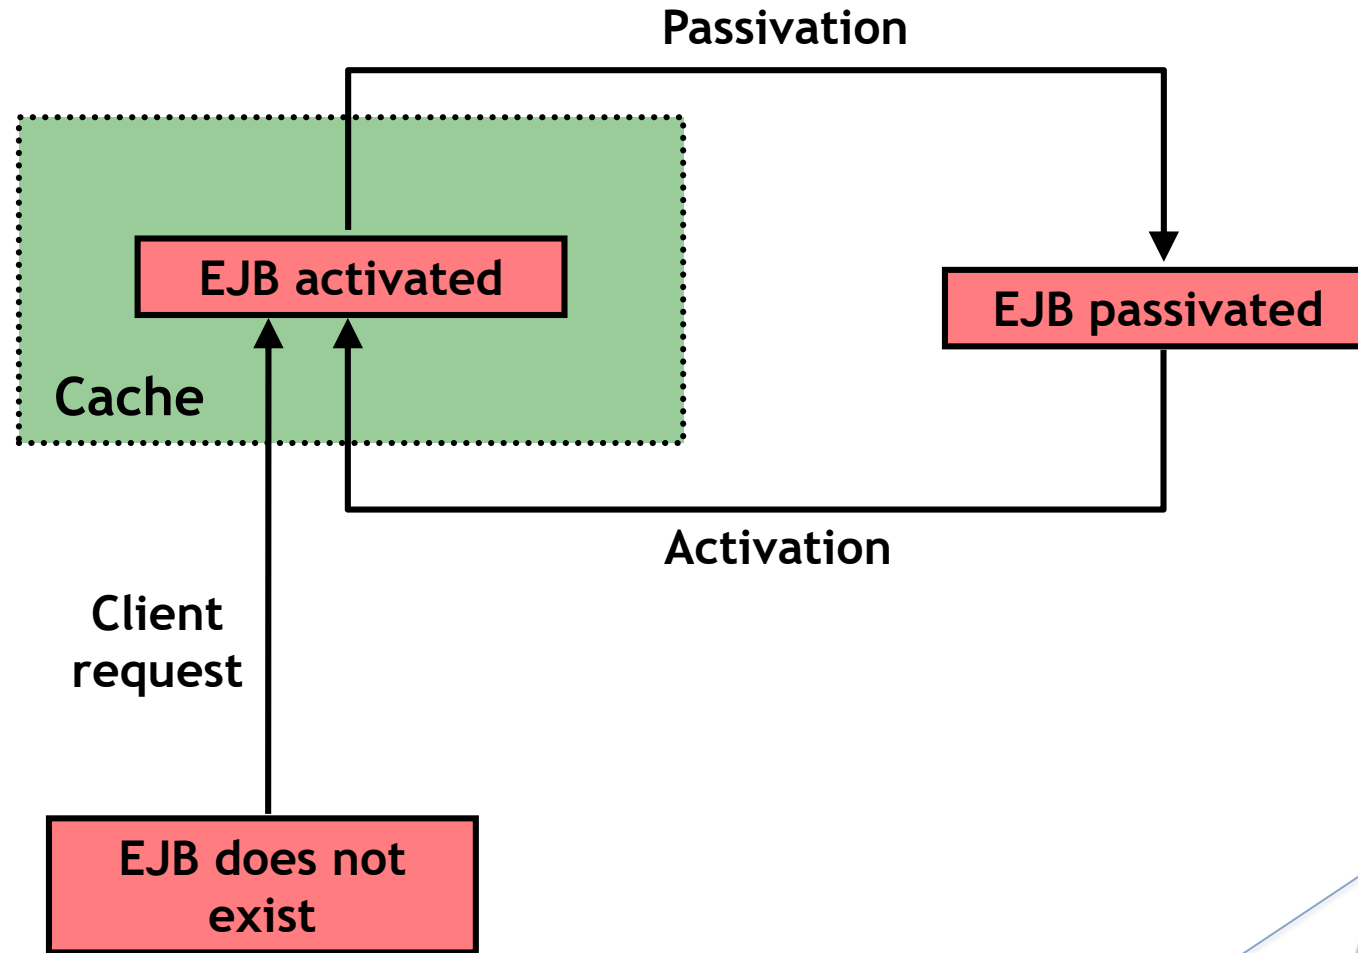 Passivation
EJB activated
EJB passivated
Cache
Activation
Client
request
EJB does not
exist